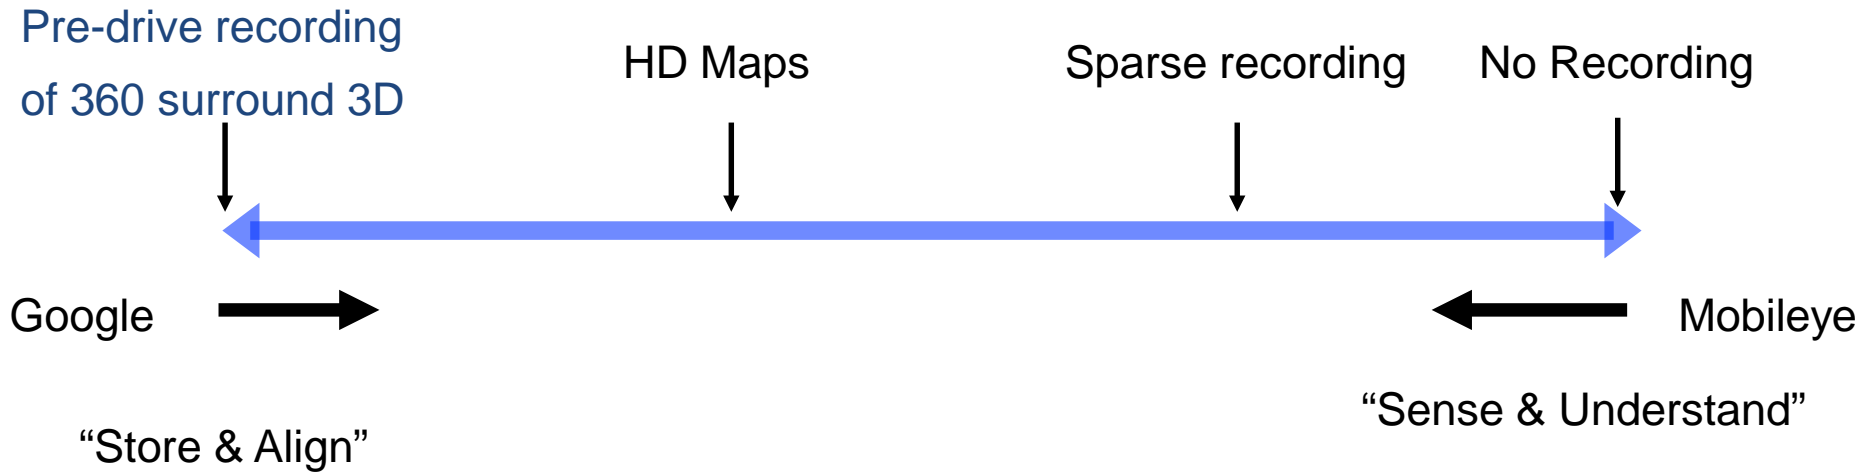 Pre-drive recording
of 360 surround 3D
HD Maps
Sparse recording
No Recording
Google
Mobileye
“Store & Align”
“Sense & Understand”